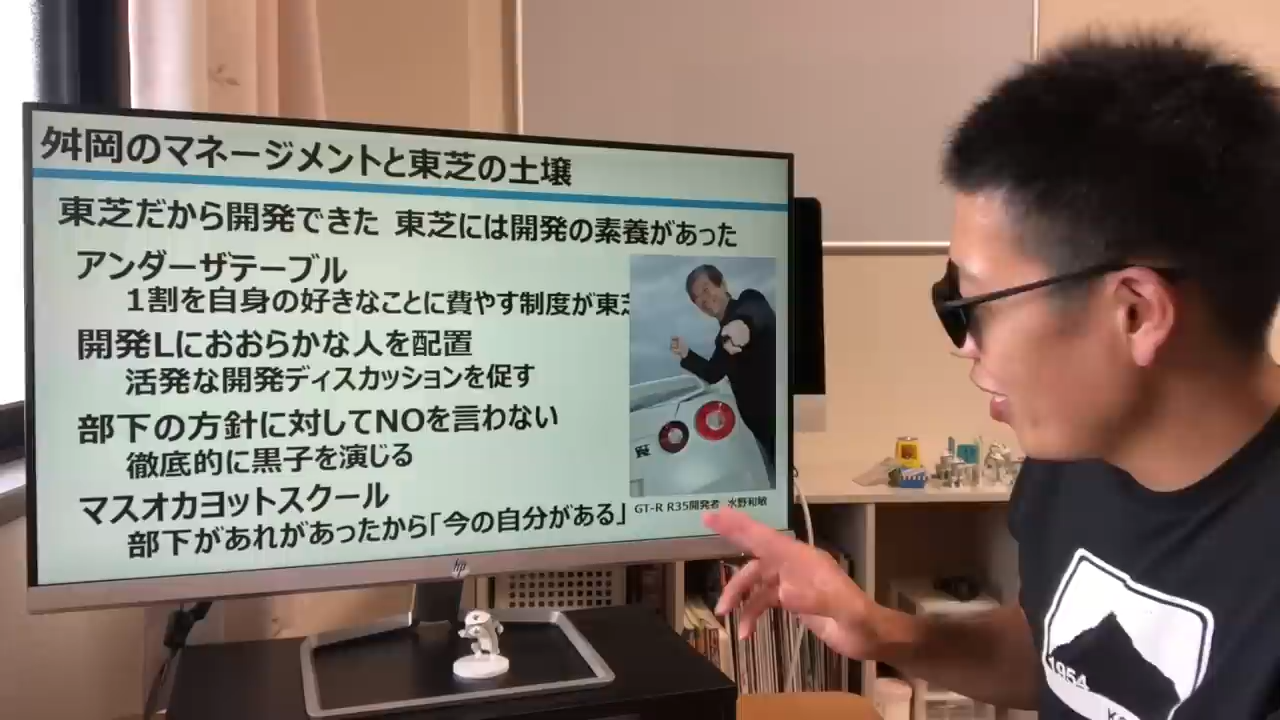 舛岡のマネージメントと東芝の土壌
東芝だから開発できた 東芝には開発の素養があった
アンダーザテーブル
1割を自身の好きなことに費やす制度が東芝
開発Lにおおらかな人を配置
活発な開発ディスカッションを促す
部下の方針に対してNOを言わない
徹底的に黒子を演じる
マスオカヨットスクール
部下があれがあったから「今の自分がある」
GT-R R35開発者 水野和敏
hp
1954